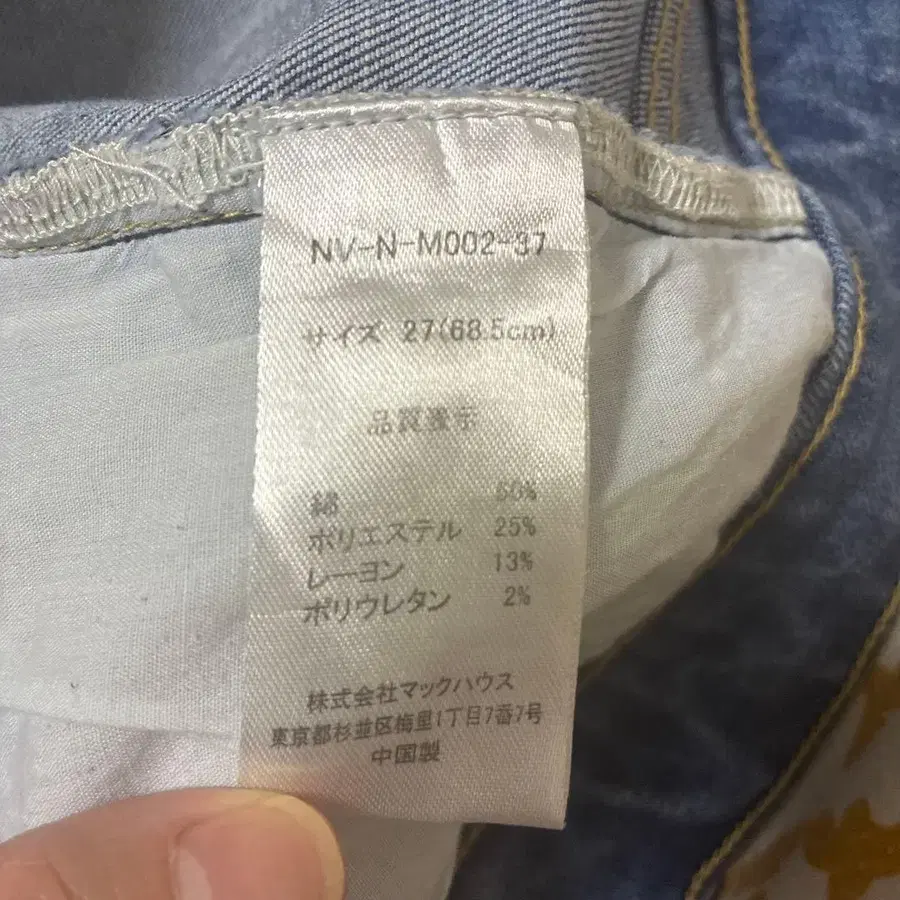 NV-N-M002-37
サイズ 27(68.5cm)
品質表示
綿 60%
ポリエステル 25%
レーヨン 13%
ポリウレタン 2%
株式会社マックハウス
東京都杉並区梅里1丁目7番7号
中国製